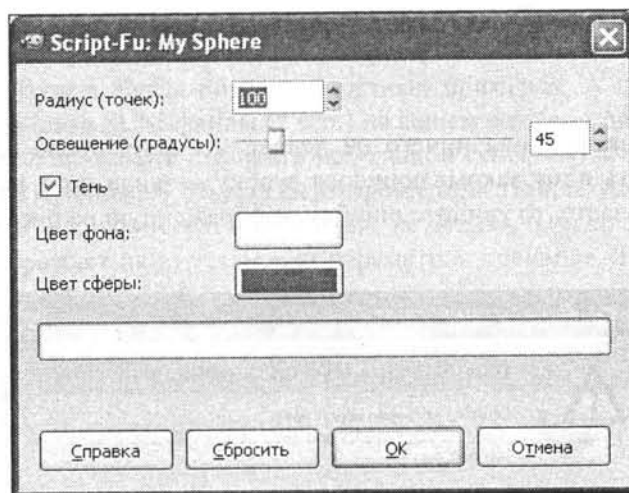 Script-Fu: My Sphere
Радиус (точек): 100
Освещение (градусы): 45
Тень
Цвет фона:
Цвет сферы:
Справка Сбросить OK Отмена